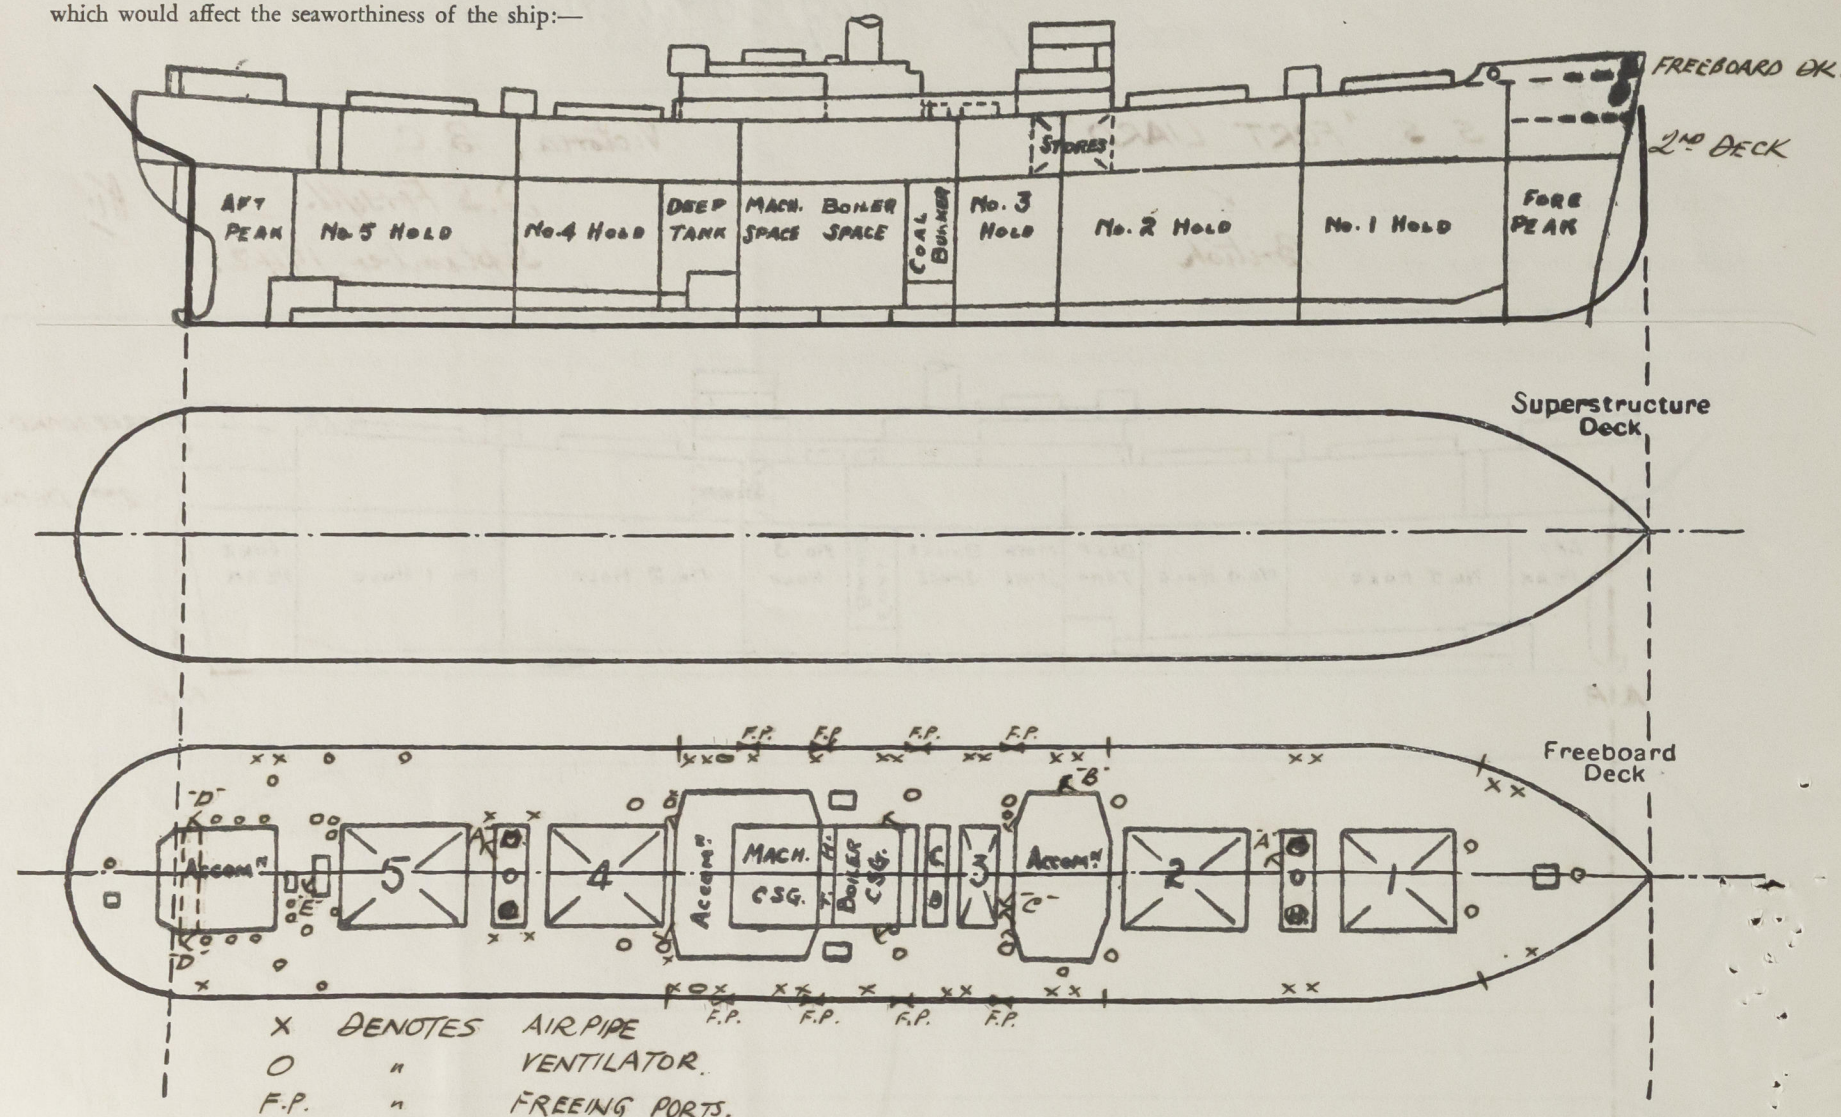 which would affect the seaworthiness of the ship:—
FREEBOARD DK.
2ND DECK
STORES
AFT PEAK
No 5 HOLD
No.4 HOLD
DEEP TANK
MACH. SPACE
BOILER SPACE
COAL BUNKER
No. 3 HOLD
No. 2 HOLD
No. 1 HOLD
FORE PEAK
Superstructure
Deck
F.P. F.P. F.P. F.P.
Freeboard
Deck
"D"
"B"
"A"
"A"
Accomn
5
4
Accomn
MACH.
CSG.
BOILER
CSG.
3
Accomn
2
1
"E"
"C"
"D"
F.P. F.P. F.P. F.P.
X DENOTES AIRPIPE
O " VENTILATOR.
F.P. " FREEING PORTS.